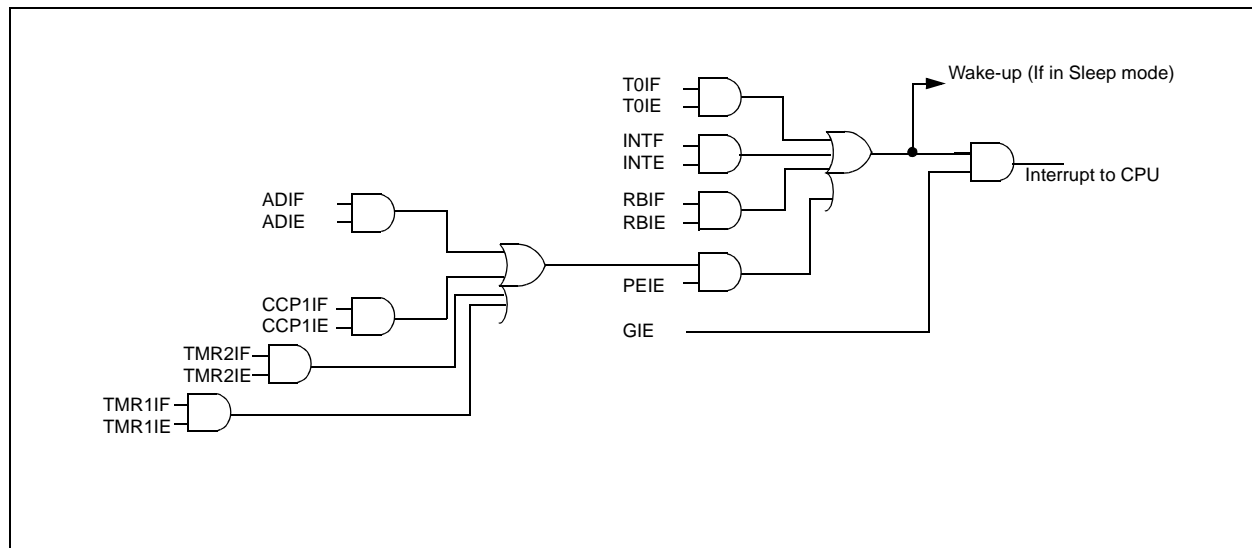 Wake-up (If in Sleep mode)
T0IF
T0IE
INTF
INTE
Interrupt to CPU
RBIF
RBIE
ADIF
ADIE
PEIE
CCP1IF
CCP1IE
GIE
TMR2IF
TMR2IE
TMR1IF
TMR1IE